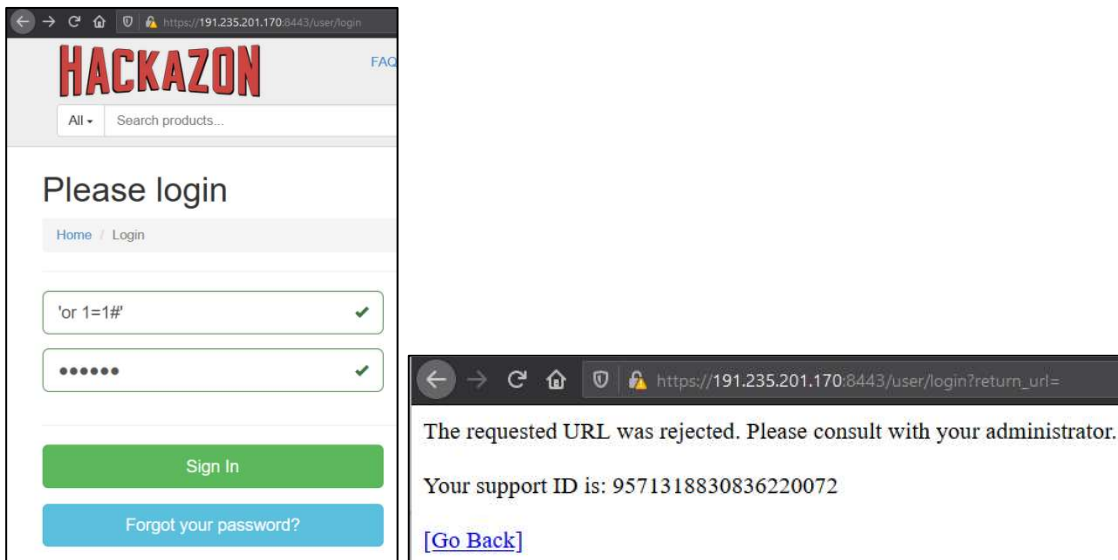 https://191.235.201.170:8443/user/login
HACKAZON
FAQ
All
Search products...
Please login
Home / Login
'or 1=1#'
••••••
Sign In
Forgot your password?
https://191.235.201.170:8443/user/login?return_url=
The requested URL was rejected. Please consult with your administrator.
Your support ID is: 9571318830836220072
[Go Back]